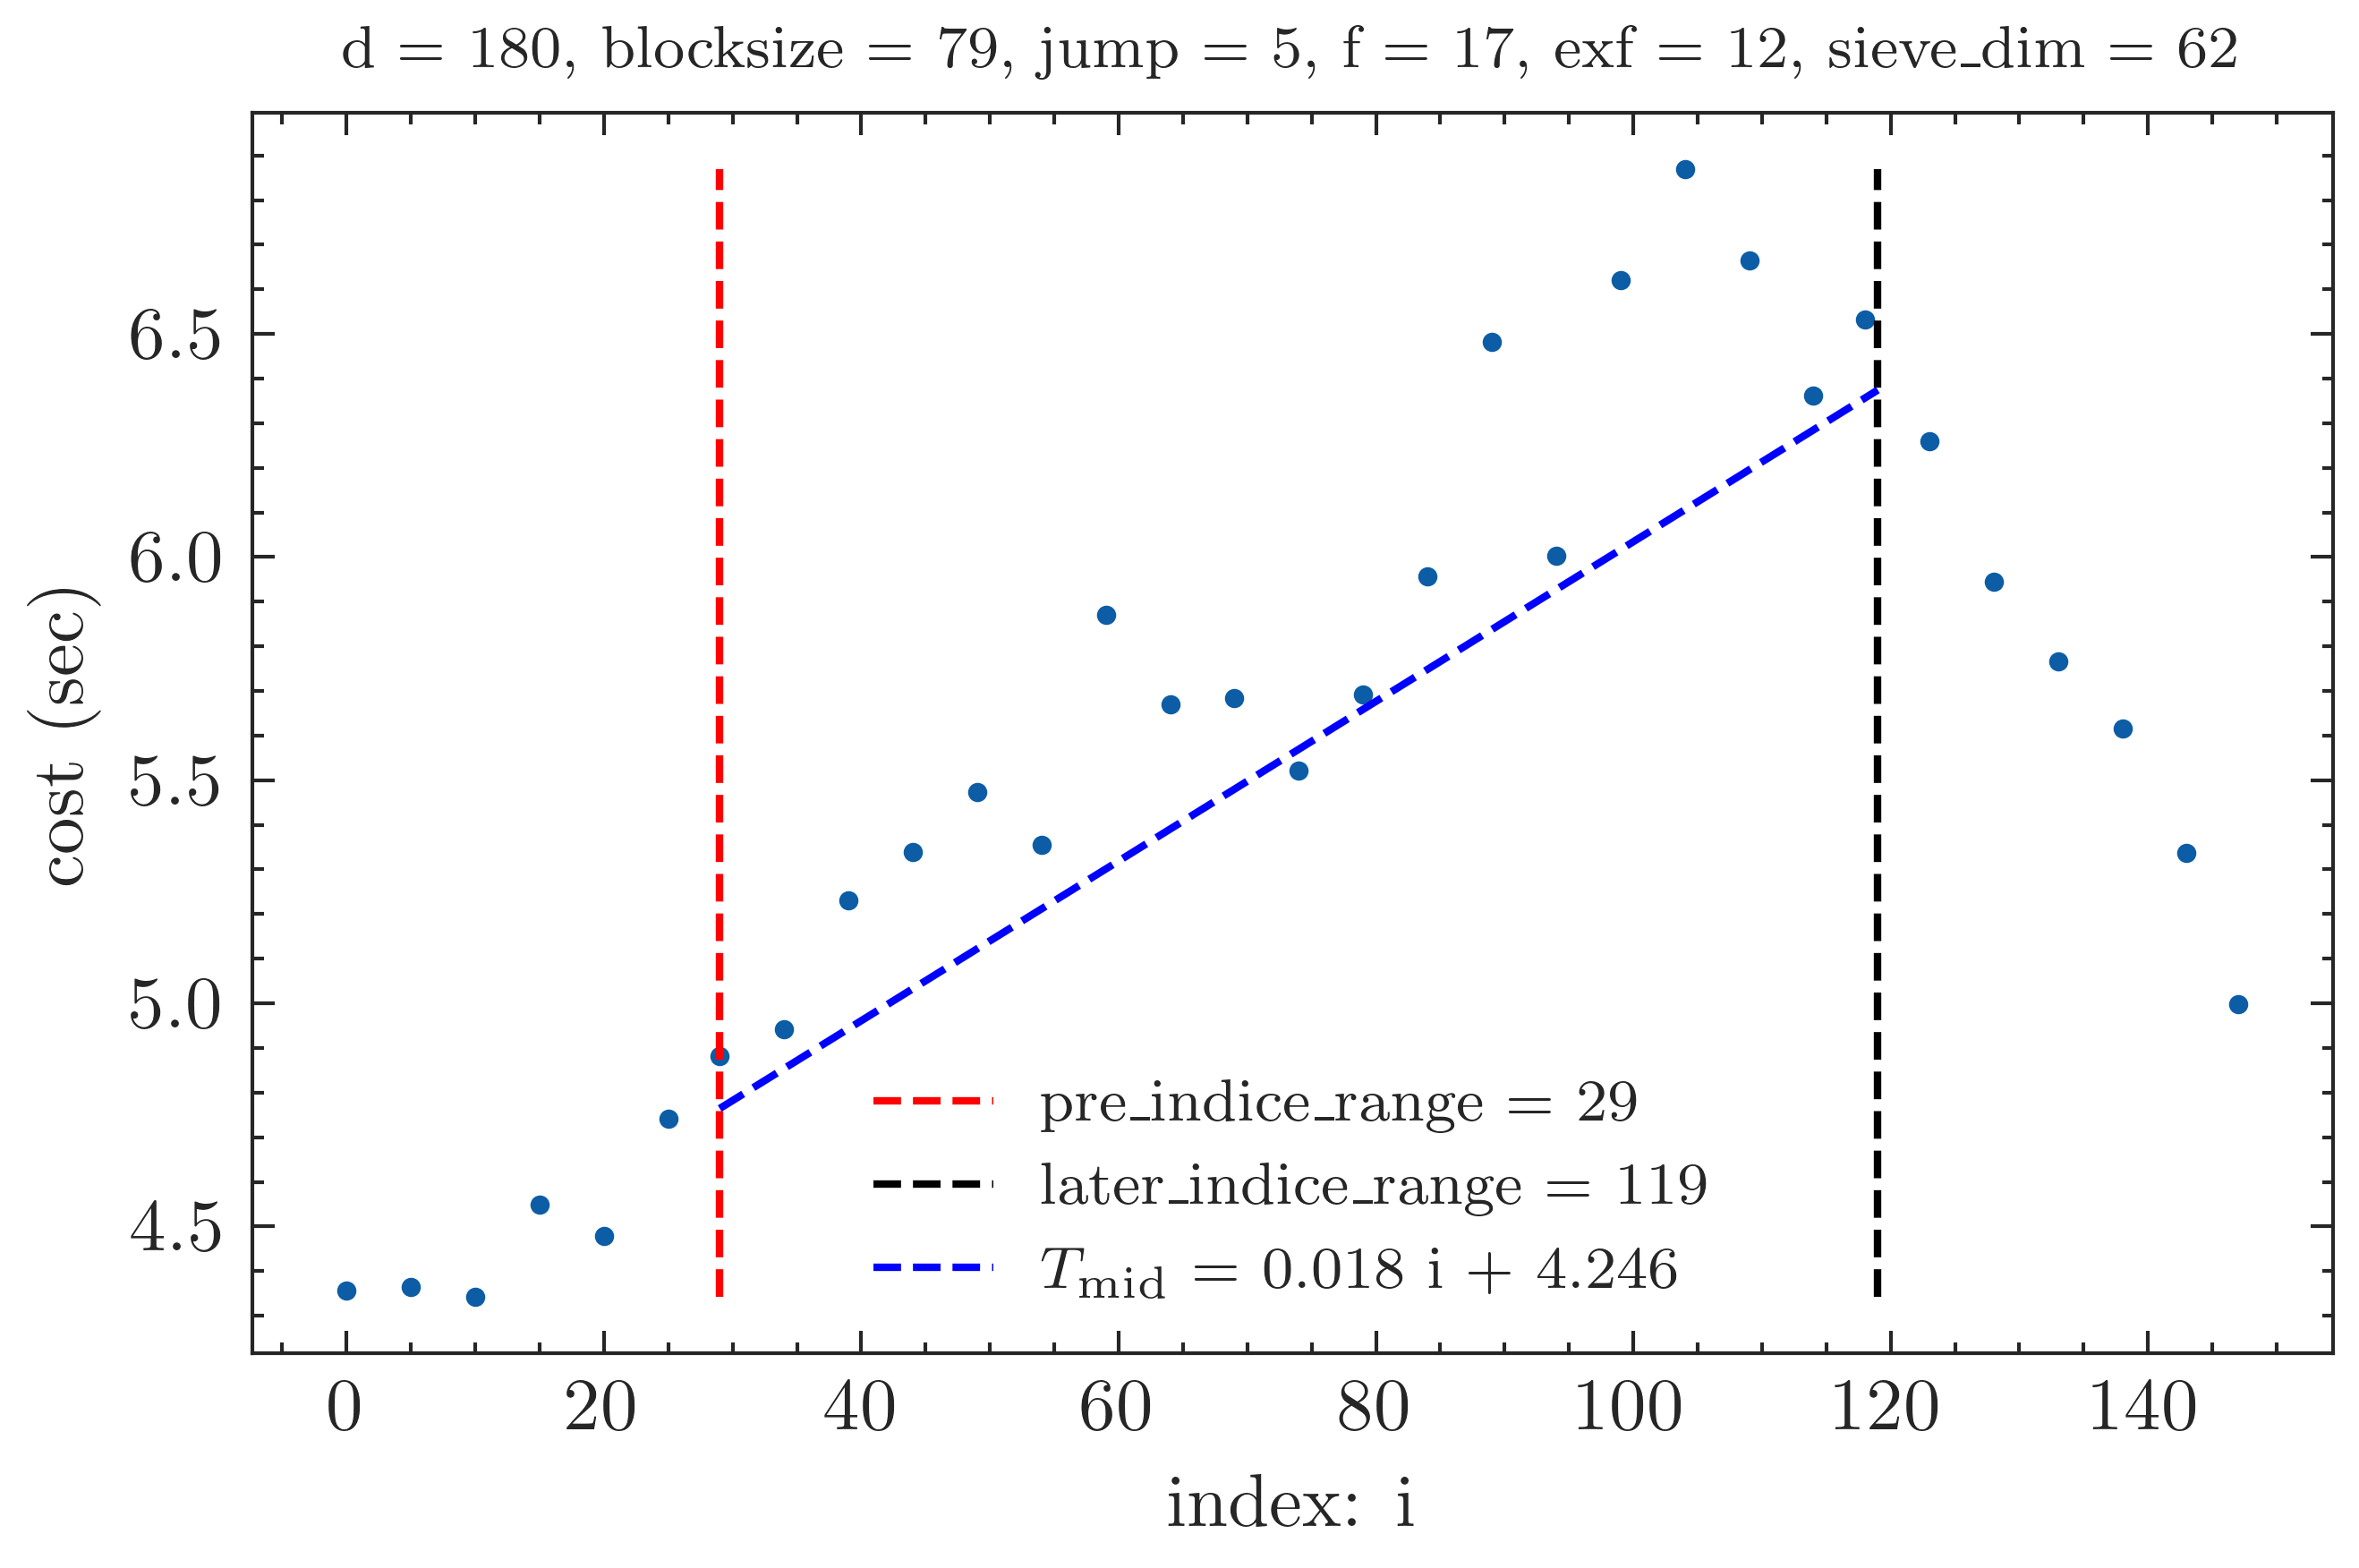 d = 180, blocksize = 79, jump = 5, f = 17, exf = 12, sieve_dim = 62
cost (sec)
6.5
6.0
5.5
5.0
4.5
pre_indice_range = 29
later_indice_range = 119
T_mid = 0.018 i + 4.246
0 20 40 60 80 100 120 140
index: i